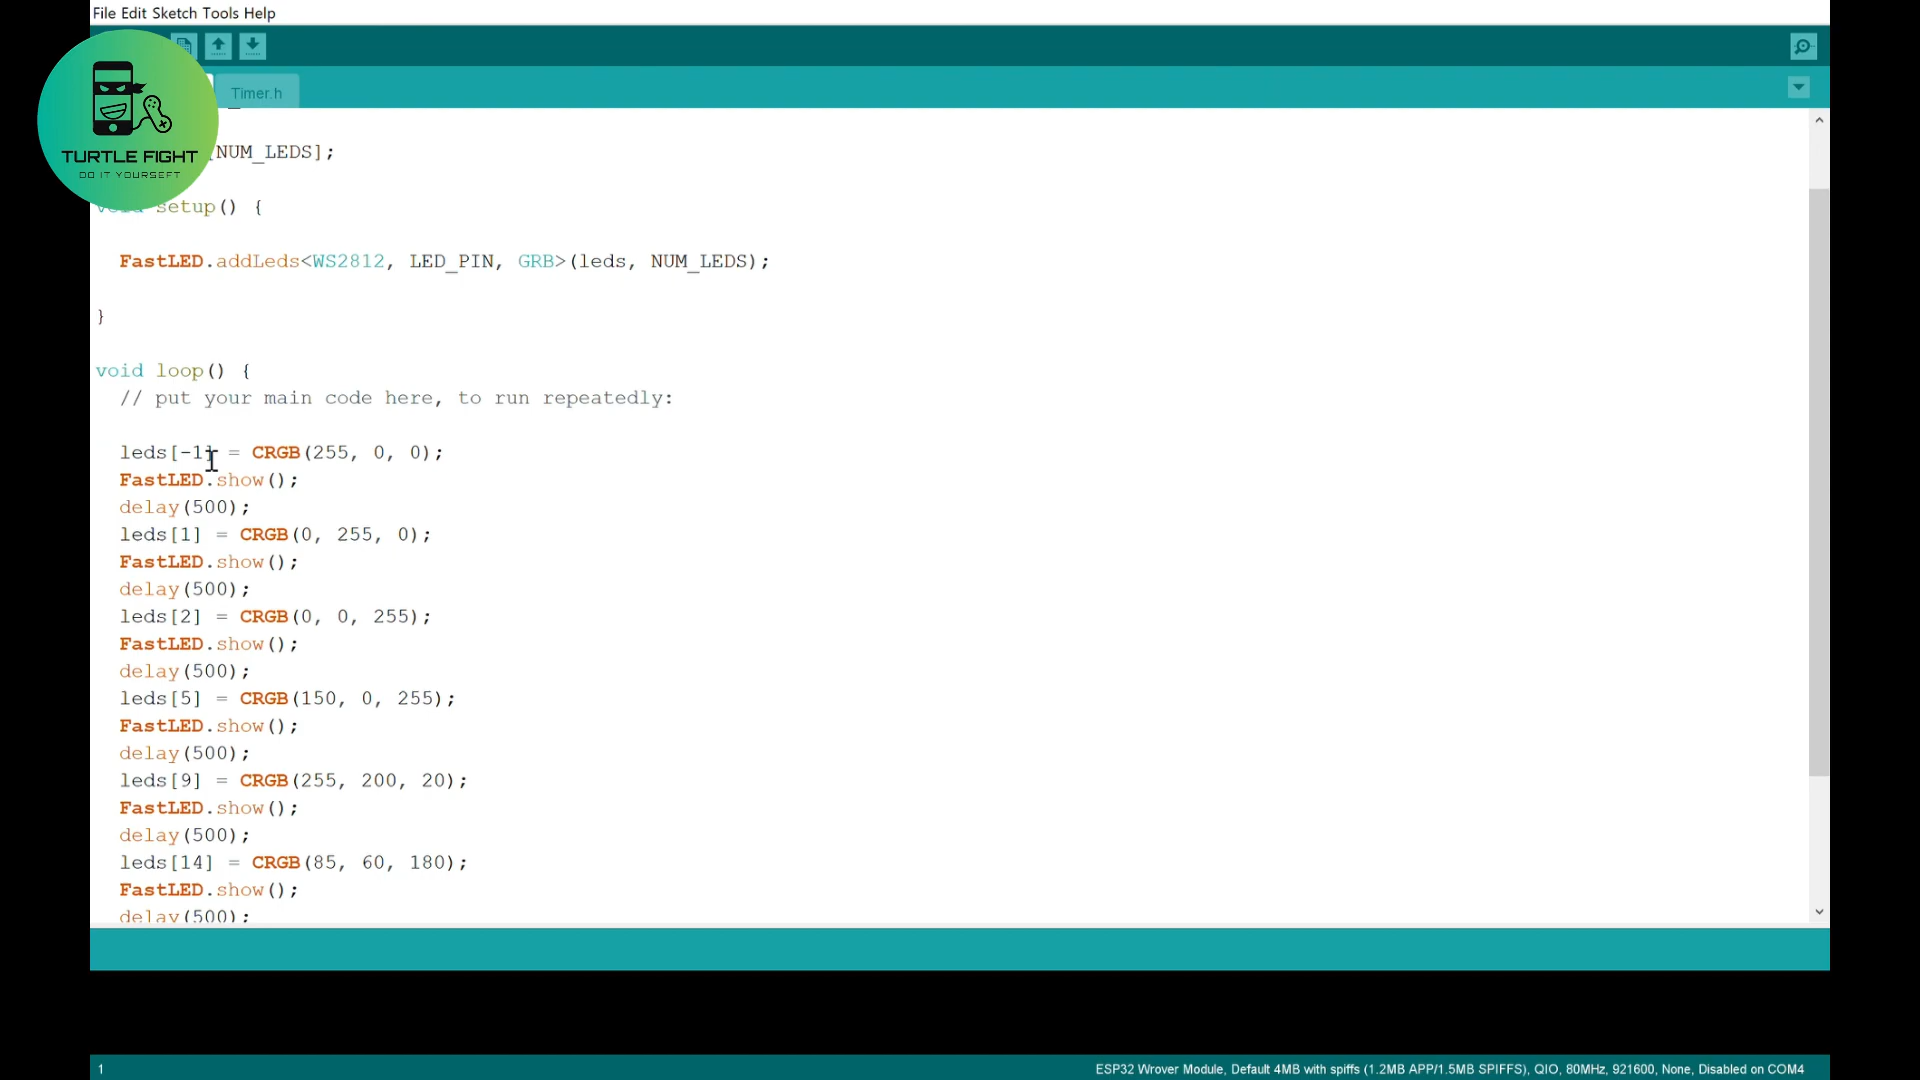 File Edit Sketch Tools Help
Timer.h
TURTLE FIGHT
DO IT YOURSEFT
[NUM_LEDS];
void setup() {
FastLED.addLeds<WS2812, LED_PIN, GRB>(leds, NUM_LEDS);
}
void loop() {
// put your main code here, to run repeatedly:
leds[-1] = CRGB(255, 0, 0);
FastLED.show();
delay(500);
leds[1] = CRGB(0, 255, 0);
FastLED.show();
delay(500);
leds[2] = CRGB(0, 0, 255);
FastLED.show();
delay(500);
leds[5] = CRGB(150, 0, 255);
FastLED.show();
delay(500);
leds[9] = CRGB(255, 200, 20);
FastLED.show();
delay(500);
leds[14] = CRGB(85, 60, 180);
FastLED.show();
delay(500);
1
ESP32 Wrover Module, Default 4MB with spiffs (1.2MB APP/1.5MB SPIFFS), QIO, 80MHz, 921600, None, Disabled on COM4